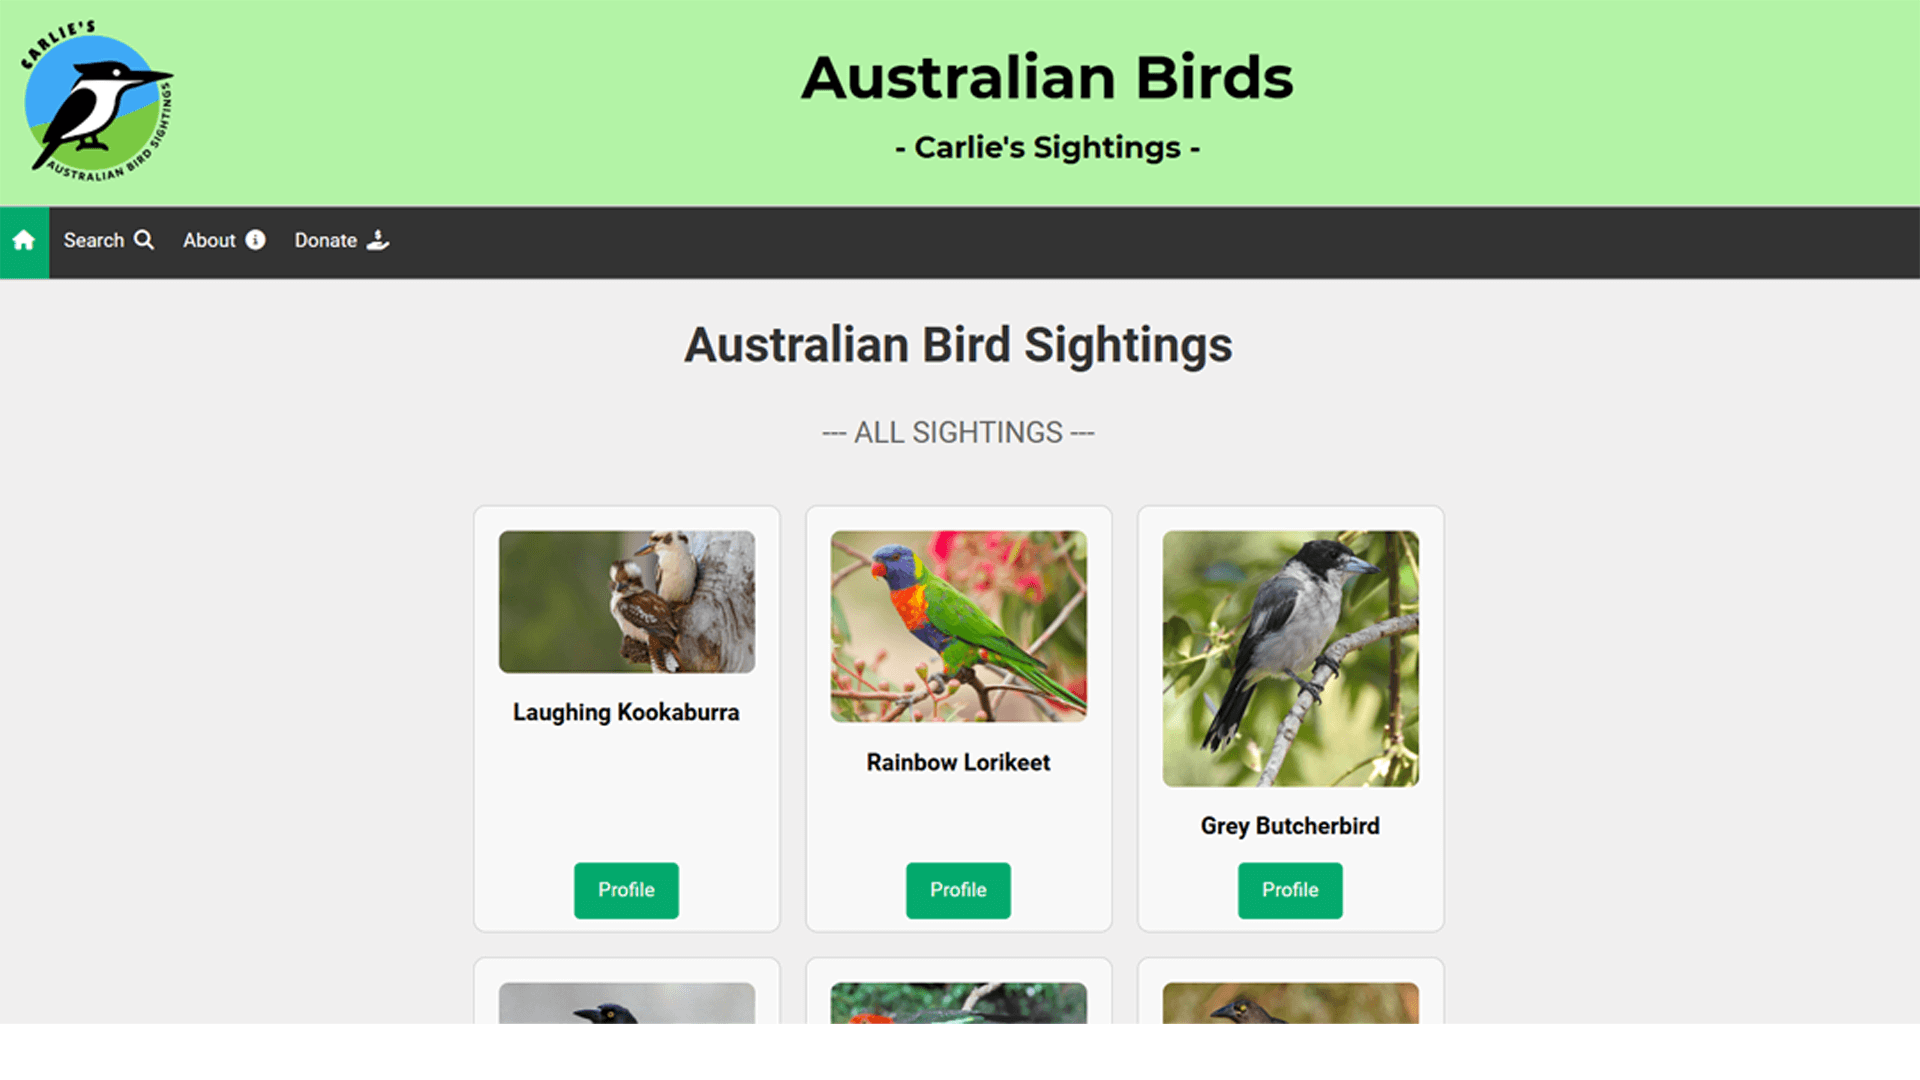 CARLIE'S
AUSTRALIAN BIRD SIGHTINGS
Australian Birds
- Carlie's Sightings -
Search About Donate
Australian Bird Sightings
--- ALL SIGHTINGS ---
Laughing Kookaburra
Rainbow Lorikeet
Grey Butcherbird
Profile Profile Profile